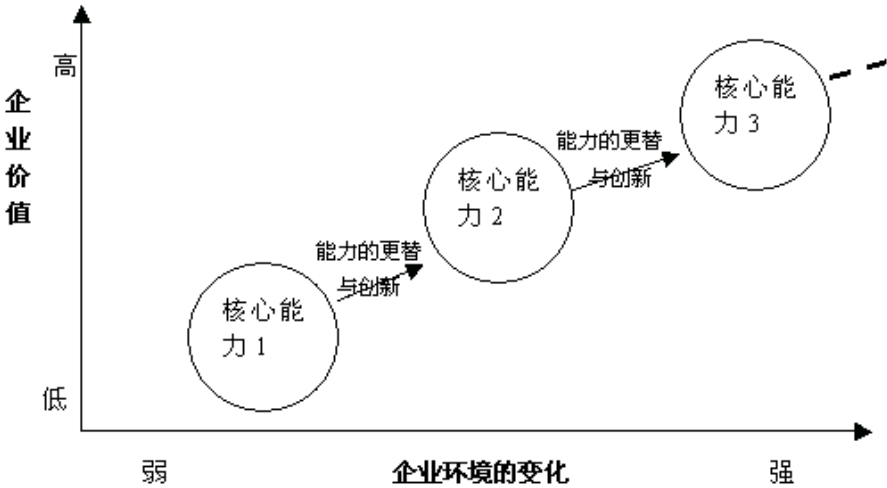 高
企业价值
核心能
力 3
能力的更替
与创新
核心能
力 2
能力的更替
与创新
核心能
力 1
低
弱
企业环境的变化
强